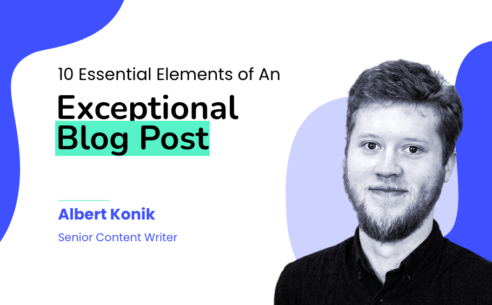 10 Essential Elements of An
Exceptional
Blog Post
Albert Konik
Senior Content Writer